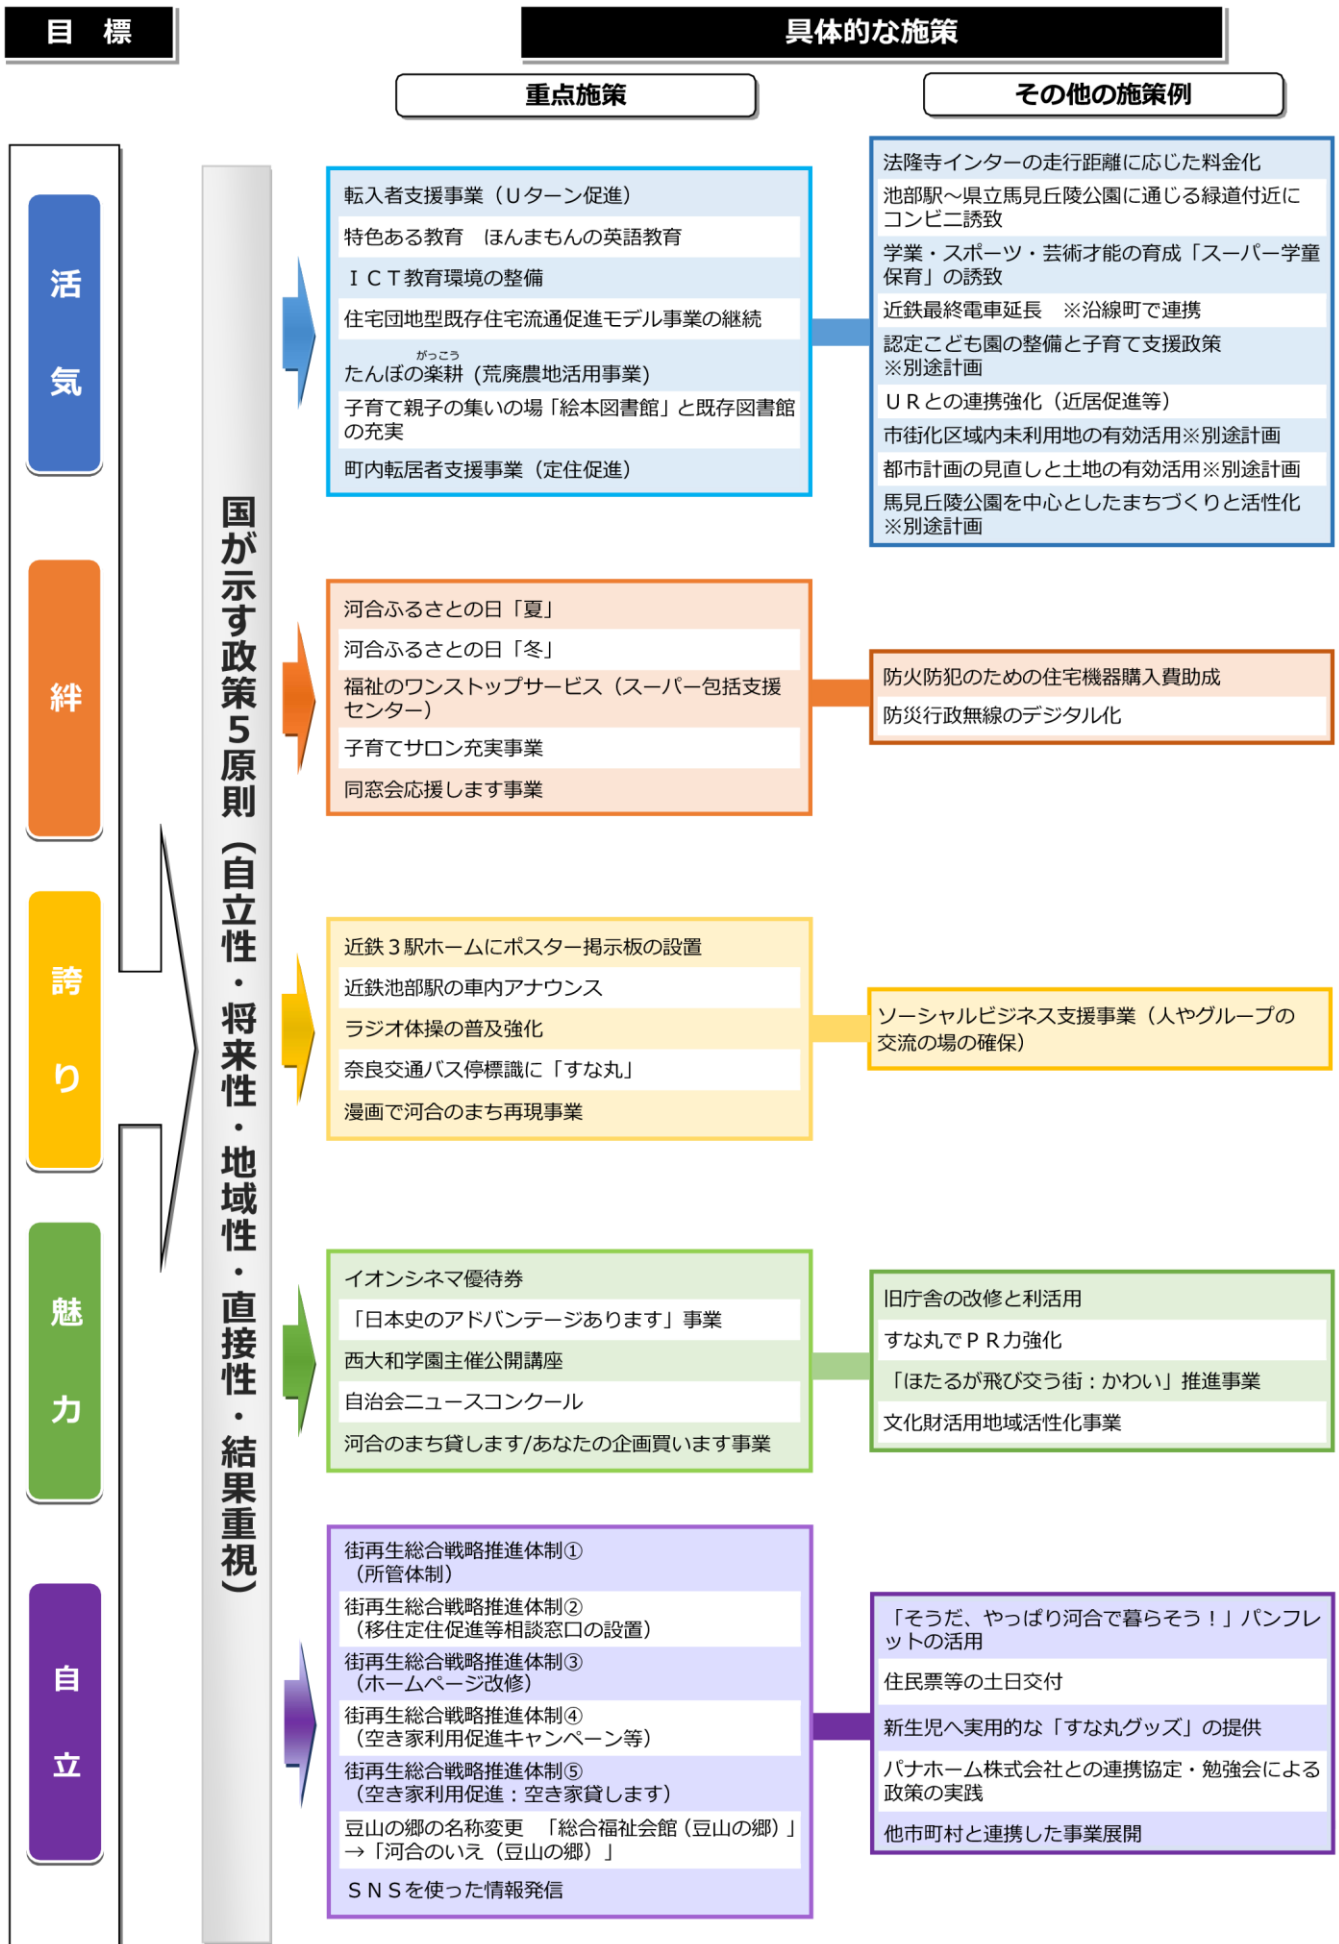 目 標
具体的な施策
重点施策
その他の施策例
国が示す政策5原則（自立性・将来性・地域性・直接性・結果重視）
活気
転入者支援事業（Uターン促進）
特色ある教育　ほんまもんの英語教育
ＩＣＴ教育環境の整備
住宅団地型既存住宅流通促進モデル事業の継続
がっこう
たんぼの楽耕 (荒廃農地活用事業)
子育て親子の集いの場「絵本図書館」と既存図書館
の充実
町内転居者支援事業（定住促進）
法隆寺インターの走行距離に応じた料金化
池部駅～県立馬見丘陵公園に通じる緑道付近に
コンビニ誘致
学業・スポーツ・芸術才能の育成「スーパー学童
保育」の誘致
近鉄最終電車延長　※沿線町で連携
認定こども園の整備と子育て支援政策
※別途計画
ＵＲとの連携強化（近居促進等）
市街化区域内未利用地の有効活用※別途計画
都市計画の見直しと土地の有効活用※別途計画
馬見丘陵公園を中心としたまちづくりと活性化
※別途計画
絆
河合ふるさとの日「夏」
河合ふるさとの日「冬」
福祉のワンストップサービス（スーパー包括支援
センター）
子育てサロン充実事業
同窓会応援します事業
防火防犯のための住宅機器購入費助成
防災行政無線のデジタル化
誇り
近鉄３駅ホームにポスター掲示板の設置
近鉄池部駅の車内アナウンス
ラジオ体操の普及強化
奈良交通バス停標識に「すな丸」
漫画で河合のまち再現事業
ソーシャルビジネス支援事業（人やグループの
交流の場の確保）
魅力
イオンシネマ優待券
「日本史のアドバンテージあります」事業
西大和学園主催公開講座
自治会ニュースコンクール
河合のまち貸します/あなたの企画買います事業
旧庁舎の改修と利活用
すな丸でＰＲ力強化
「ほたるが飛び交う街：かわい」推進事業
文化財活用地域活性化事業
自立
街再生総合戦略推進体制①
（所管体制）
街再生総合戦略推進体制②
（移住定住促進等相談窓口の設置）
街再生総合戦略推進体制③
（ホームページ改修）
街再生総合戦略推進体制④
（空き家利用促進キャンペーン等）
街再生総合戦略推進体制⑤
（空き家利用促進：空き家貸します）
豆山の郷の名称変更　「総合福祉会館（豆山の郷）」
→「河合のいえ（豆山の郷）」
ＳＮＳを使った情報発信
「そうだ、やっぱり河合で暮らそう！」パンフレ
ットの活用
住民票等の土日交付
新生児へ実用的な「すな丸グッズ」の提供
パナホーム株式会社との連携協定・勉強会による
政策の実践
他市町村と連携した事業展開